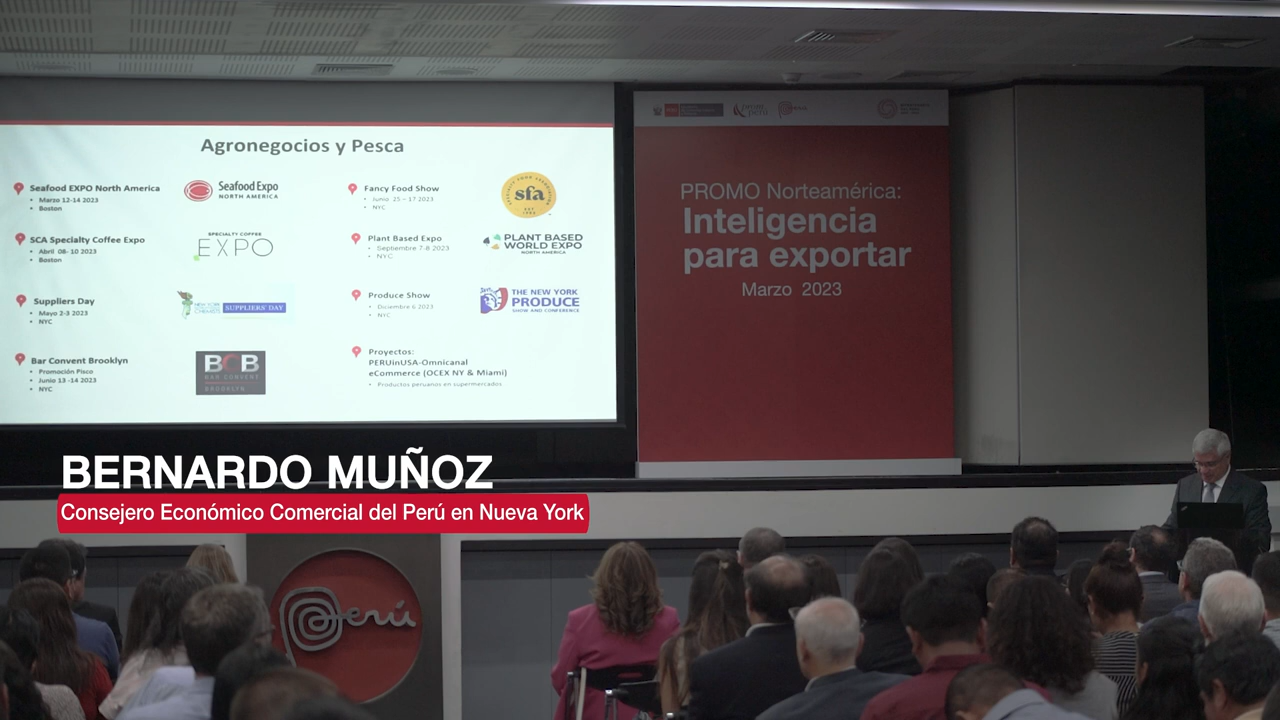 Agronegocios y Pesca
Seafood EXPO North America
Marzo 12-14 2023
Boston
Seafood Expo
NORTH AMERICA
SCA Specialty Coffee Expo
Abril 08- 10 2023
Boston
SPECIALTY COFFEE
EXPO
Suppliers Day
Mayo 2-3 2023
NYC
SUPPLIERS' DAY
Bar Convent Brooklyn
Promoción Pisco
Junio 13 -14 2023
NYC
BCB
BAR CONVENT
BROOKLYN
Fancy Food Show
Junio 25 – 17 2023
NYC
sfa
Plant Based Expo
Septiembre 7-8 2023
NYC
PLANT BASED
WORLD EXPO
NORTH AMERICA
Produce Show
Diciembre 6 2023
NYC
THE NEW YORK
PRODUCE
SHOW AND CONFERENCE
Proyectos:
PERUinUSA-Omnicanal
eCommerce (OCEX NY & Miami)
Productos peruanos en supermercados
PROMO Norteamérica:
Inteligencia
para exportar
Marzo 2023
BERNARDO MUÑOZ
Consejero Económico Comercial del Perú en Nueva York
Perú